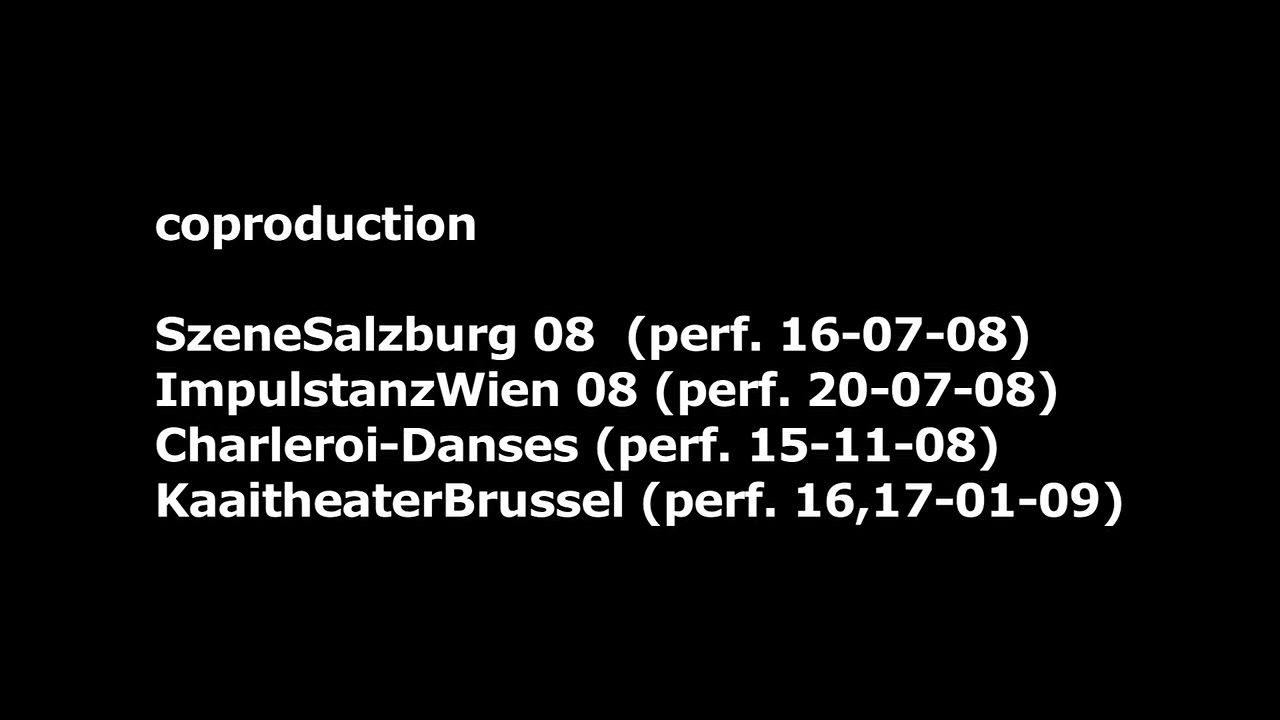 coproduction
SzeneSalzburg 08  (perf. 16-07-08)
ImpulstanzWien 08 (perf. 20-07-08)
Charleroi-Danses (perf. 15-11-08)
KaaitheaterBrussel (perf. 16,17-01-09)